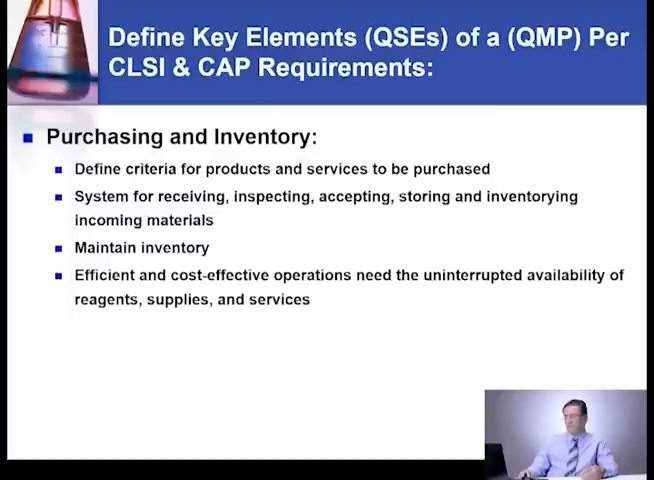 Define Key Elements (QSEs) of a (QMP) Per
CLSI & CAP Requirements:
Purchasing and Inventory:
Define criteria for products and services to be purchased
System for receiving, inspecting, accepting, storing and inventorying
incoming materials
Maintain inventory
Efficient and cost-effective operations need the uninterrupted availability of
reagents, supplies, and services